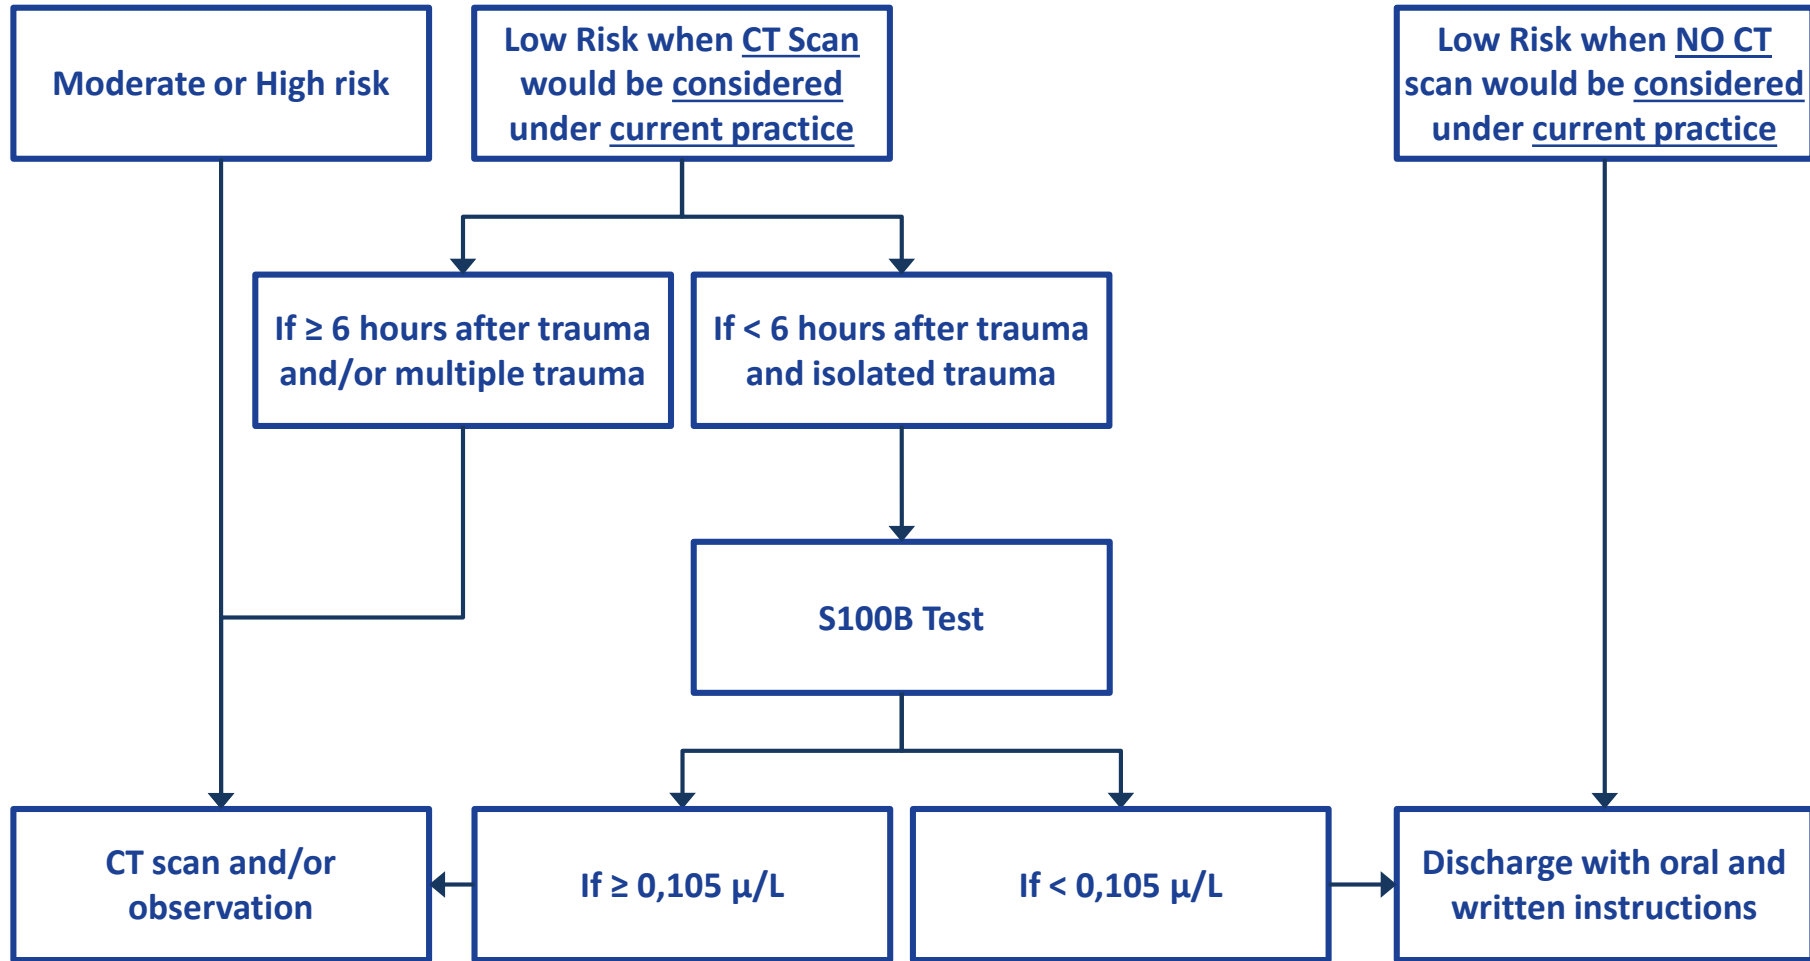 Moderate or High risk
Low Risk when CT Scan
would be considered
under current practice
Low Risk when NO CT
scan would be considered
under current practice
If ≥ 6 hours after trauma
and/or multiple trauma
If < 6 hours after trauma
and isolated trauma
S100B Test
CT scan and/or
observation
If ≥ 0,105 µ/L
If < 0,105 µ/L
Discharge with oral and
written instructions